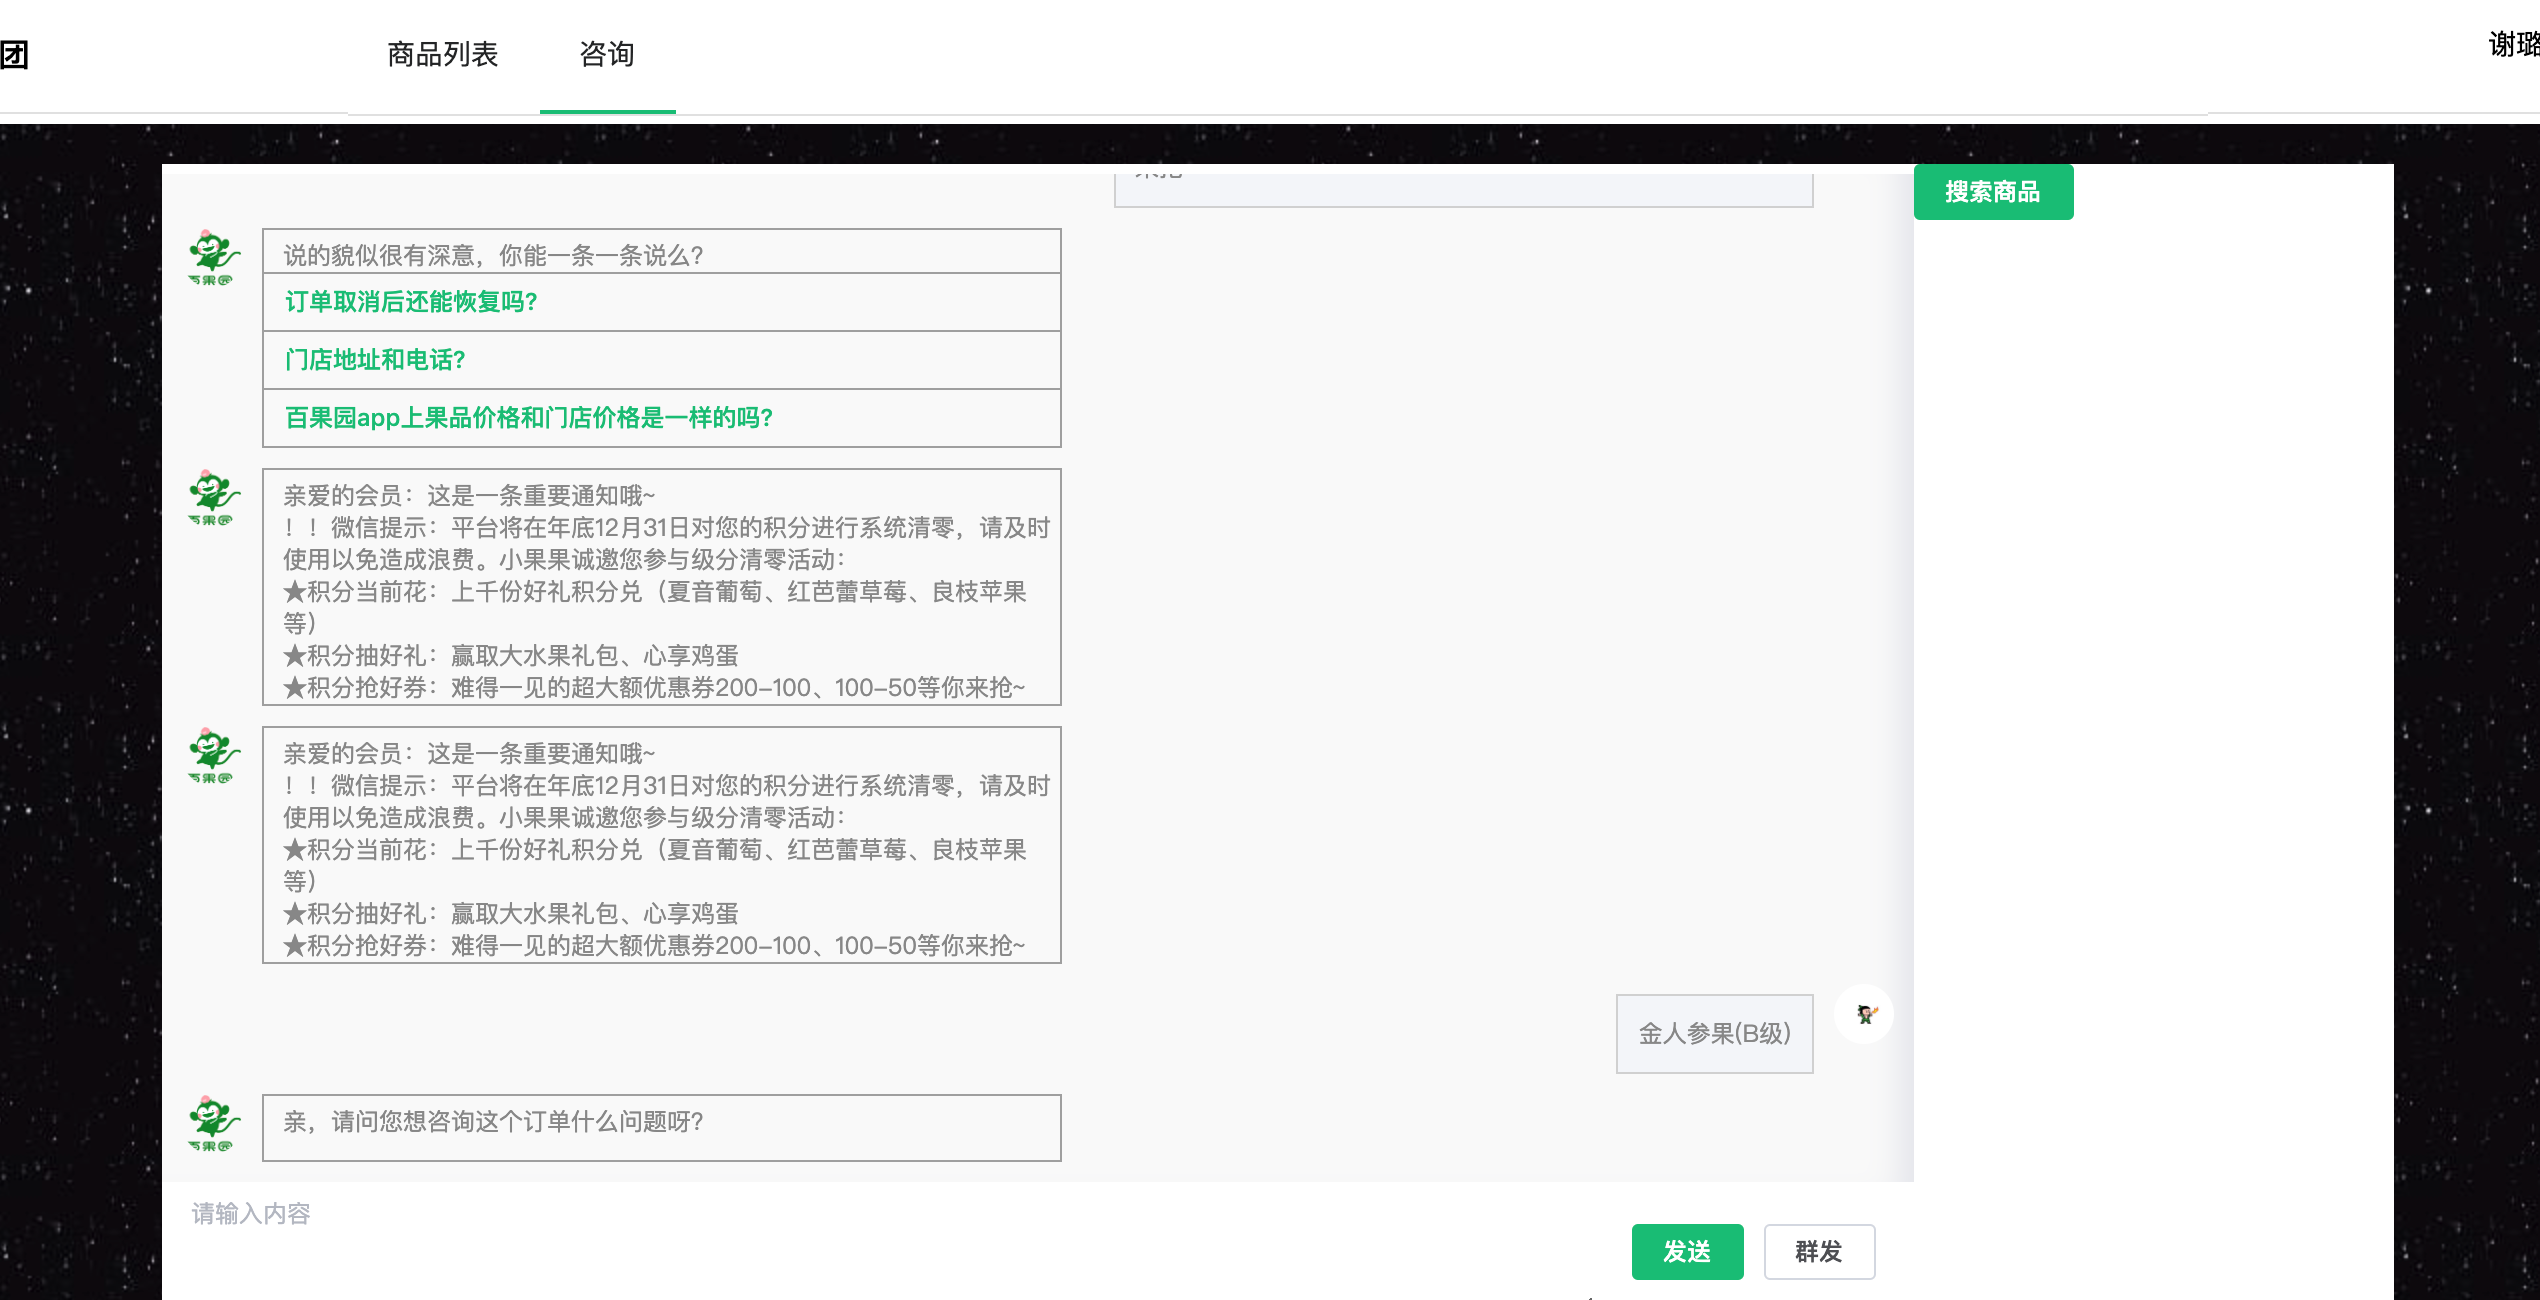 团
商品列表
咨询
谢璐
搜索商品
说的貌似很有深意，你能一条一条说么？
订单取消后还能恢复吗？
门店地址和电话？
百果园app上果品价格和门店价格是一样的吗？
百果园
亲爱的会员：这是一条重要通知哦~
！！微信提示：平台将在年底12月31日对您的积分进行系统清零，请及时
使用以免造成浪费。小果果诚邀您参与级分清零活动：
★积分当前花：上千份好礼积分兑（夏音葡萄、红芭蕾草莓、良枝苹果
等）
★积分抽好礼：赢取大水果礼包、心享鸡蛋
★积分抢好券：难得一见的超大额优惠券200-100、100-50等你来抢~
百果园
亲爱的会员：这是一条重要通知哦~
！！微信提示：平台将在年底12月31日对您的积分进行系统清零，请及时
使用以免造成浪费。小果果诚邀您参与级分清零活动：
★积分当前花：上千份好礼积分兑（夏音葡萄、红芭蕾草莓、良枝苹果
等）
★积分抽好礼：赢取大水果礼包、心享鸡蛋
★积分抢好券：难得一见的超大额优惠券200-100、100-50等你来抢~
百果园
金人参果(B级)
亲，请问您想咨询这个订单什么问题呀？
百果园
请输入内容
发送
群发